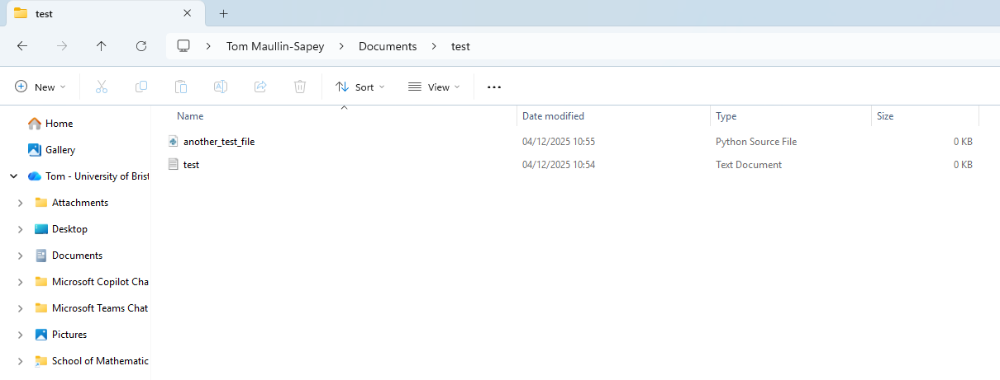 test
Tom Maullin-Sapey Documents test
New Sort View
Name Date modified Type Size
another_test_file 04/12/2025 10:55 Python Source File 0 KB
test 04/12/2025 10:54 Text Document 0 KB
Home
Gallery
Tom - University of Brist
Attachments
Desktop
Documents
Microsoft Copilot Cha
Microsoft Teams Chat
Pictures
School of Mathematic